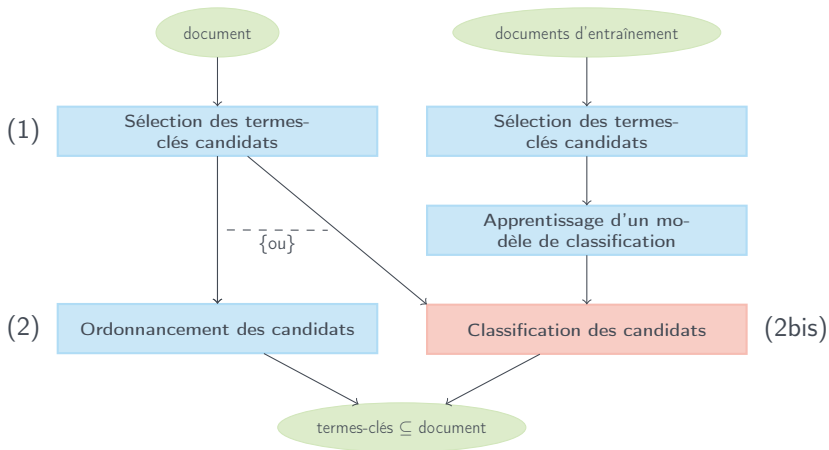 document
documents d'entraînement
(1)
Sélection des termes-
clés candidats
Sélection des termes-
clés candidats
Apprentissage d'un mo-
dèle de classification
{ou}
(2)
Ordonnancement des candidats
Classification des candidats
(2bis)
termes-clés ⊆ document